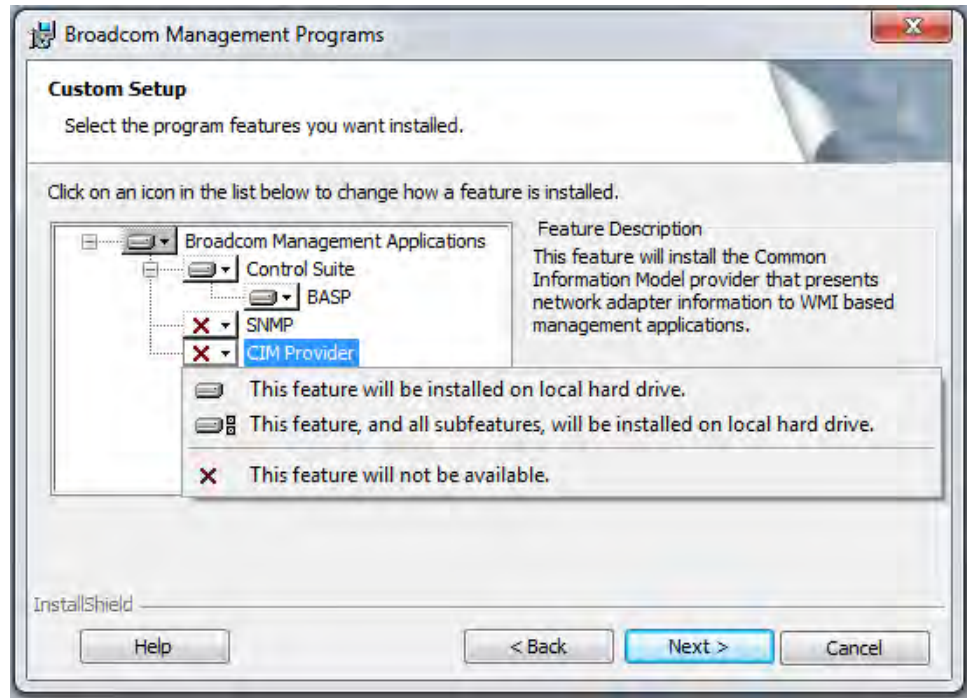 Broadcom Management Programs
Custom Setup
Select the program features you want installed.
Click on an icon in the list below to change how a feature is installed.
Broadcom Management Applications
Control Suite
BASP
SNMP
CIM Provider
Feature Description
This feature will install the Common
Information Model provider that presents
network adapter information to WMI based
management applications.
This feature will be installed on local hard drive.
This feature, and all subfeatures, will be installed on local hard drive.
This feature will not be available.
InstallShield
Help
< Back
Next >
Cancel